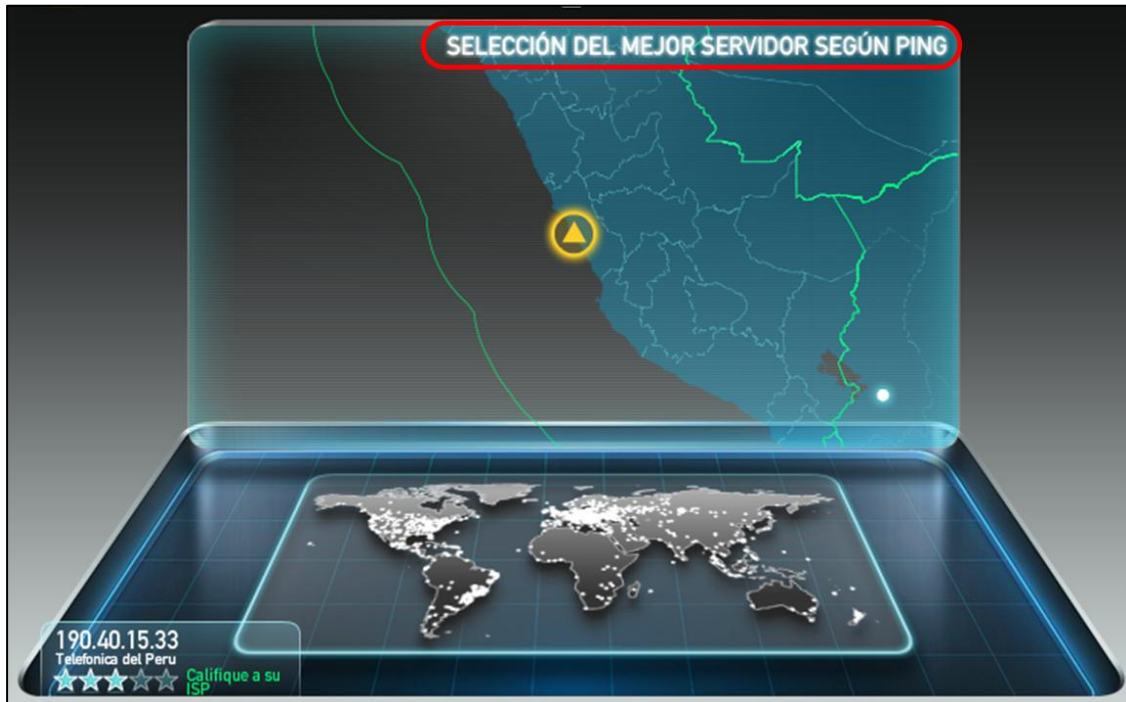 SELECCIÓN DEL MEJOR SERVIDOR SEGÚN PING
190.40.15.33
Telefonica del Peru
Califique a su
ISP